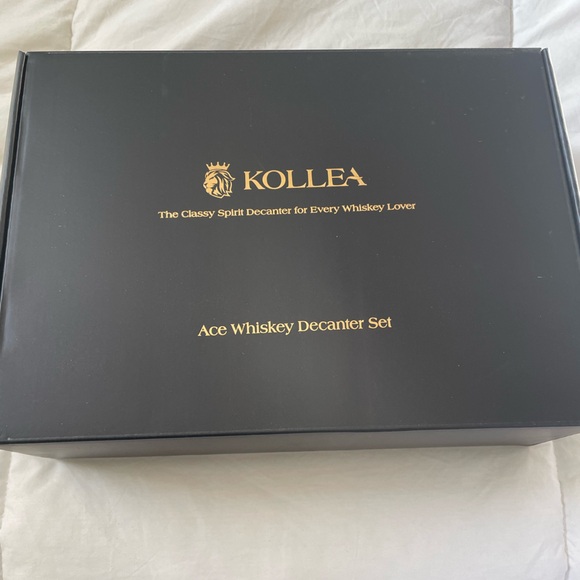 KOLLEA
The Classy Spirit Decanter for Every Whiskey Lover
Ace Whiskey Decanter Set